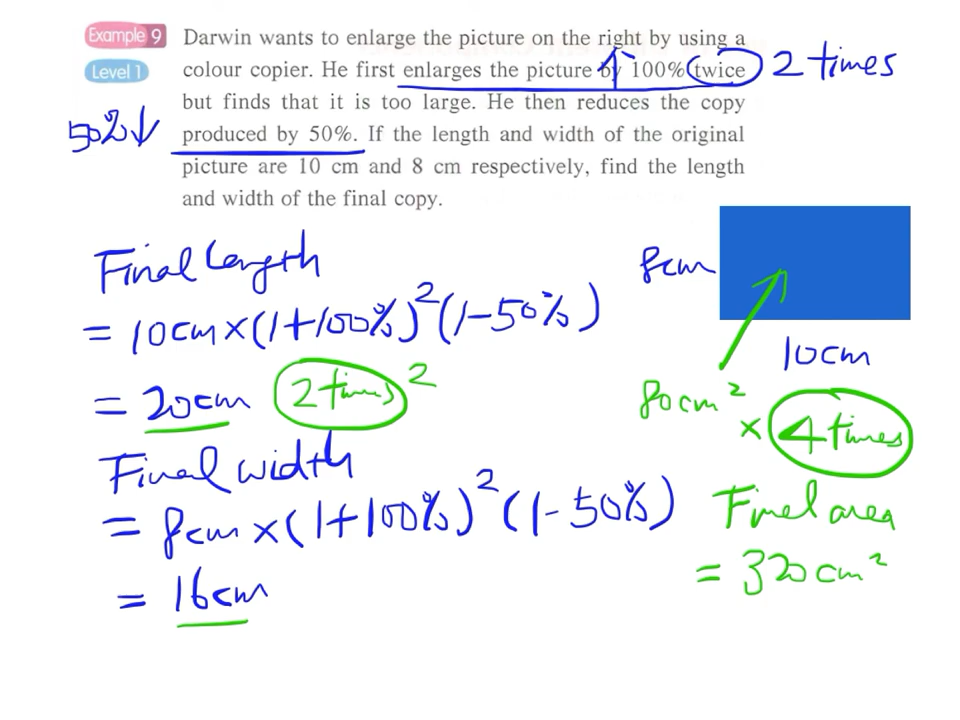 Example 9 Darwin wants to enlarge the picture on the right by using a
Level 1 colour copier. He first enlarges the picture by 100% twice 2 times
but finds that it is too large. He then reduces the copy
50%↓ produced by 50%. If the length and width of the original
picture are 10 cm and 8 cm respectively, find the length
and width of the final copy.
Final Length
= 10cm×(1+100%)²(1-50%)
= 20cm (2 times)²
Final width
= 8cm×(1+100%)²(1-50%)
= 16cm
8cm
10cm
80cm²
× 4 times
Final area
= 320cm²